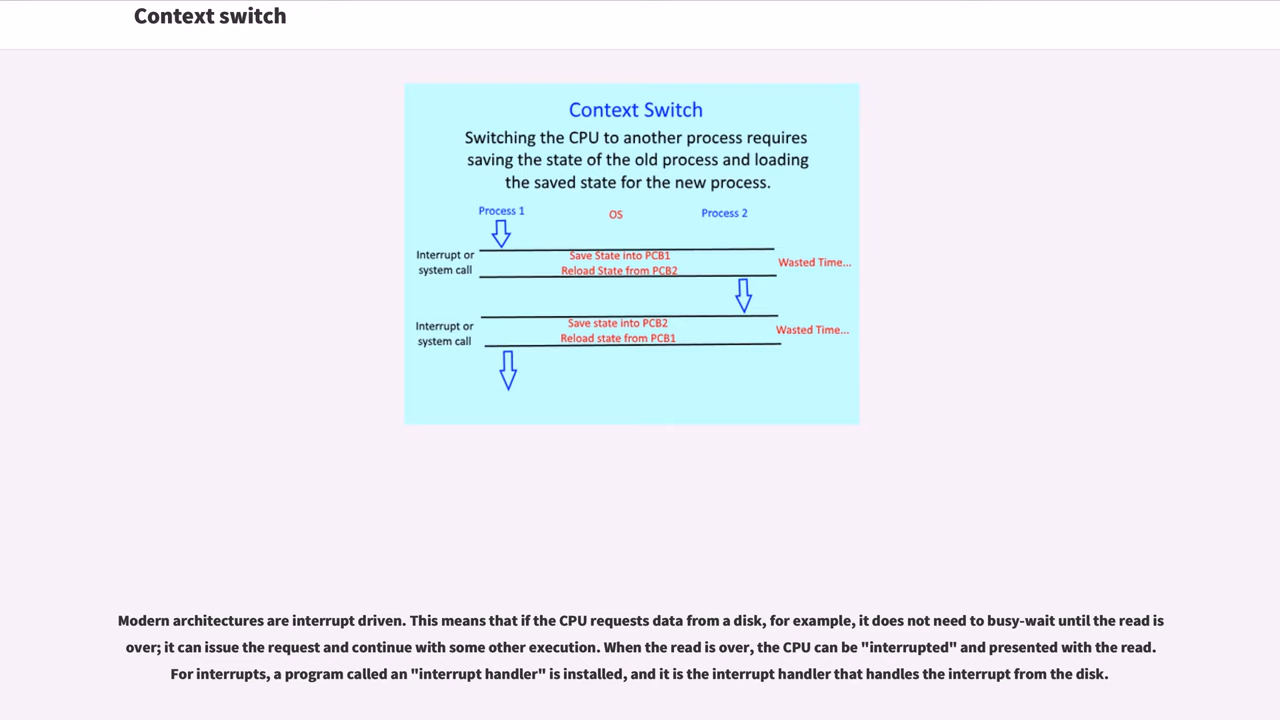 Context switch
Context Switch
Switching the CPU to another process requires
saving the state of the old process and loading
the saved state for the new process.
Process 1
OS
Process 2
Interrupt or
system call
Save State into PCB1
Reload State from PCB2
Wasted Time...
Interrupt or
system call
Save state into PCB2
Reload state from PCB1
Wasted Time...
Modern architectures are interrupt driven. This means that if the CPU requests data from a disk, for example, it does not need to busy-wait until the read is
over; it can issue the request and continue with some other execution. When the read is over, the CPU can be "interrupted" and presented with the read.
For interrupts, a program called an "interrupt handler" is installed, and it is the interrupt handler that handles the interrupt from the disk.